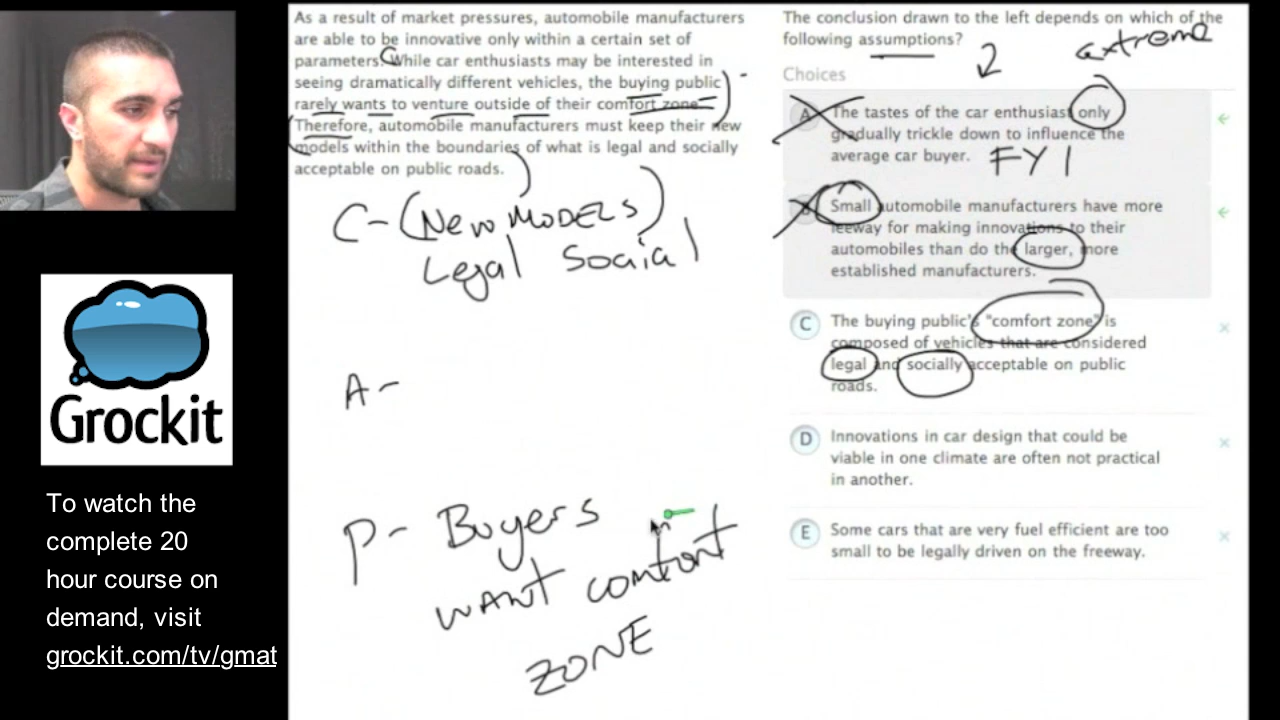 As a result of market pressures, automobile manufacturers
are able to be innovative only within a certain set of
parameters. While car enthusiasts may be interested in
seeing dramatically different vehicles, the buying public
rarely wants to venture outside of their comfort zone.
Therefore, automobile manufacturers must keep their new
models within the boundaries of what is legal and socially
acceptable on public roads.
C
C - (New MODELS)
Legal Social
A -
P - Buyers
WANT comfort
ZONE
The conclusion drawn to the left depends on which of the
following assumptions?
extreme
Choices
A The tastes of the car enthusiast only
gradually trickle down to influence the
average car buyer.
FYI
Small automobile manufacturers have more
leeway for making innovations to their
automobiles than do the larger, more
established manufacturers.
C The buying public's "comfort zone" is
composed of vehicles that are considered
legal and socially acceptable on public
roads.
D Innovations in car design that could be
viable in one climate are often not practical
in another.
E Some cars that are very fuel efficient are too
small to be legally driven on the freeway.
Grockit
To watch the
complete 20
hour course on
demand, visit
grockit.com/tv/gmat